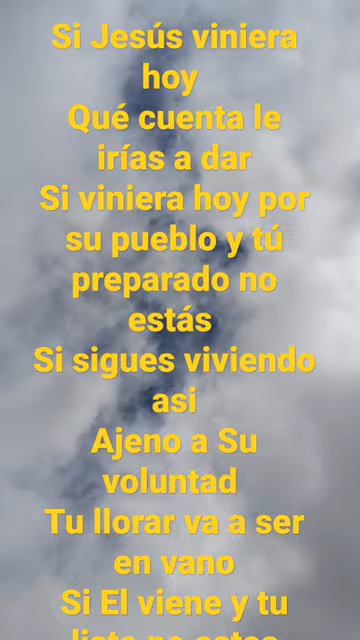 Si Jesús viniera
hoy
Qué cuenta le
irías a dar
Si viniera hoy por
su pueblo y tú
preparado no
estás
Si sigues viviendo
asi
Ajeno a Su
voluntad
Tu llorar va a ser
en vano
Si El viene y tu
listo no estas